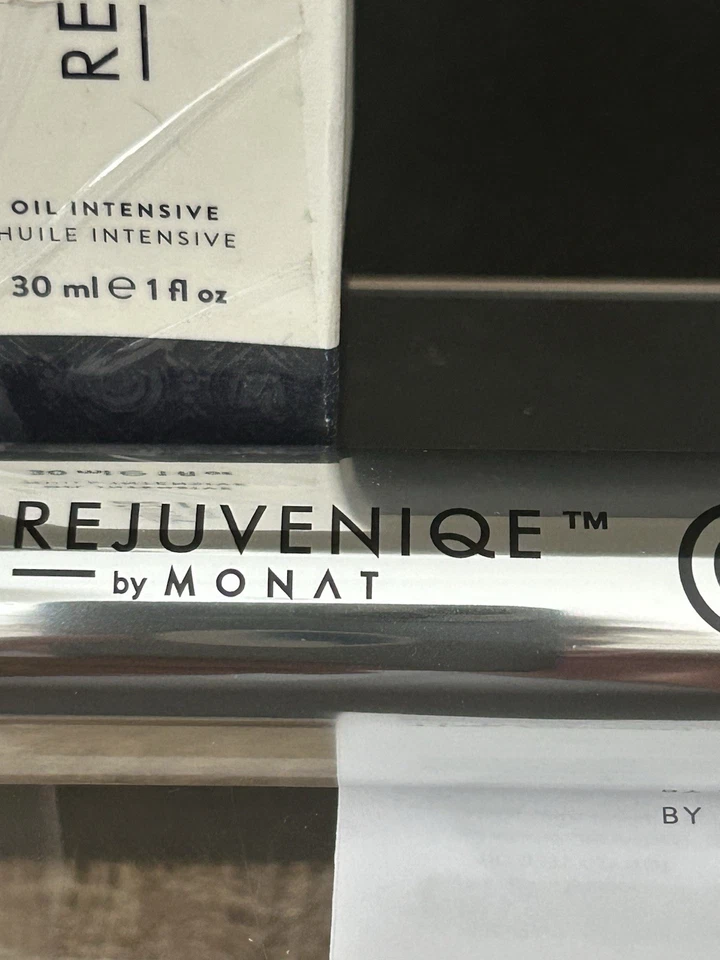 RE
OIL INTENSIVE
HUILE INTENSIVE
30 ml e 1 fl oz
REJUVENIQE™
by MONAT
BY